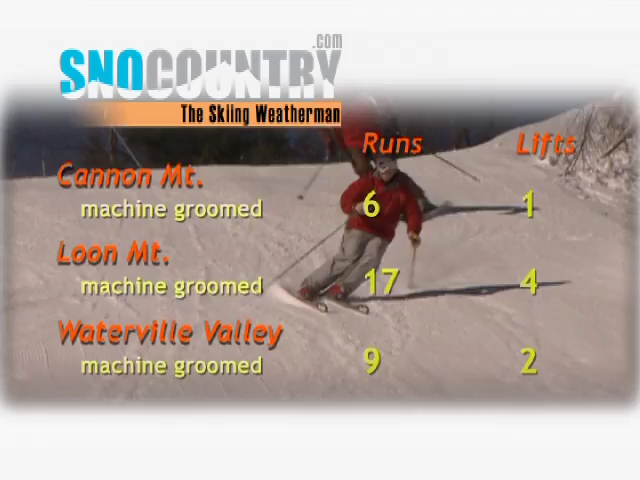 SNOCOUNTRY.com
The Skiing Weatherman
Runs Lifts
Cannon Mt.
machine groomed 6 1
Loon Mt.
machine groomed 17 4
Waterville Valley
machine groomed 9 2